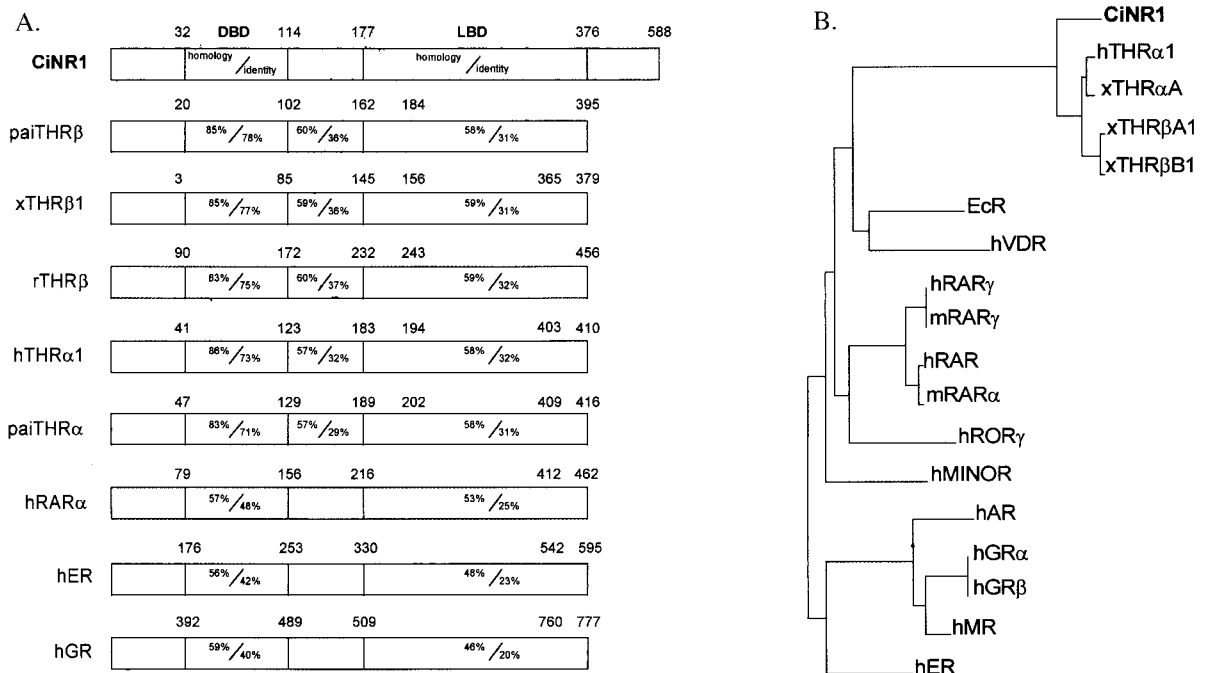 A.
32 DBD 114 177 LBD 376 588
CiNR1 homology/identity homology/identity
20 102 162 184 395
paiTHRβ 85%/78% 60%/36% 58%/31%
3 85 145 156 365 379
xTHRβ1 85%/77% 59%/36% 59%/31%
90 172 232 243 456
rTHRβ 83%/75% 60%/37% 59%/32%
41 123 183 194 403 410
hTHRα1 86%/73% 57%/32% 58%/32%
47 129 189 202 409 416
paiTHRα 83%/71% 57%/29% 58%/31%
79 156 216 412 462
hRARα 57%/48% 53%/25%
176 253 330 542 595
hER 56%/42% 48%/23%
392 489 509 760 777
hGR 59%/40% 46%/20%
B.
CiNR1
hTHRα1
xTHRαA
xTHRβA1
xTHRβB1
EcR
hVDR
hRARγ
mRARγ
hRAR
mRARα
hRORγ
hMINOR
hAR
hGRα
hGRβ
hMR
hER